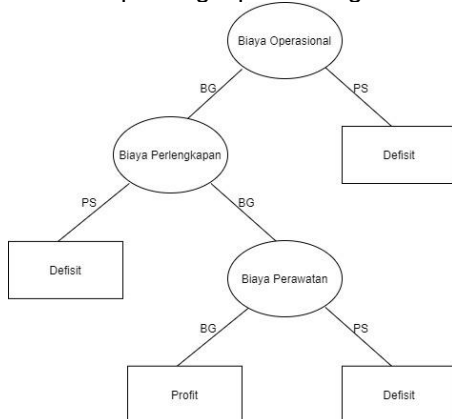 Biaya Operasional
BG
PS
Biaya Perlengkapan
Defisit
PS
BG
Defisit
Biaya Perawatan
BG
PS
Profit
Defisit